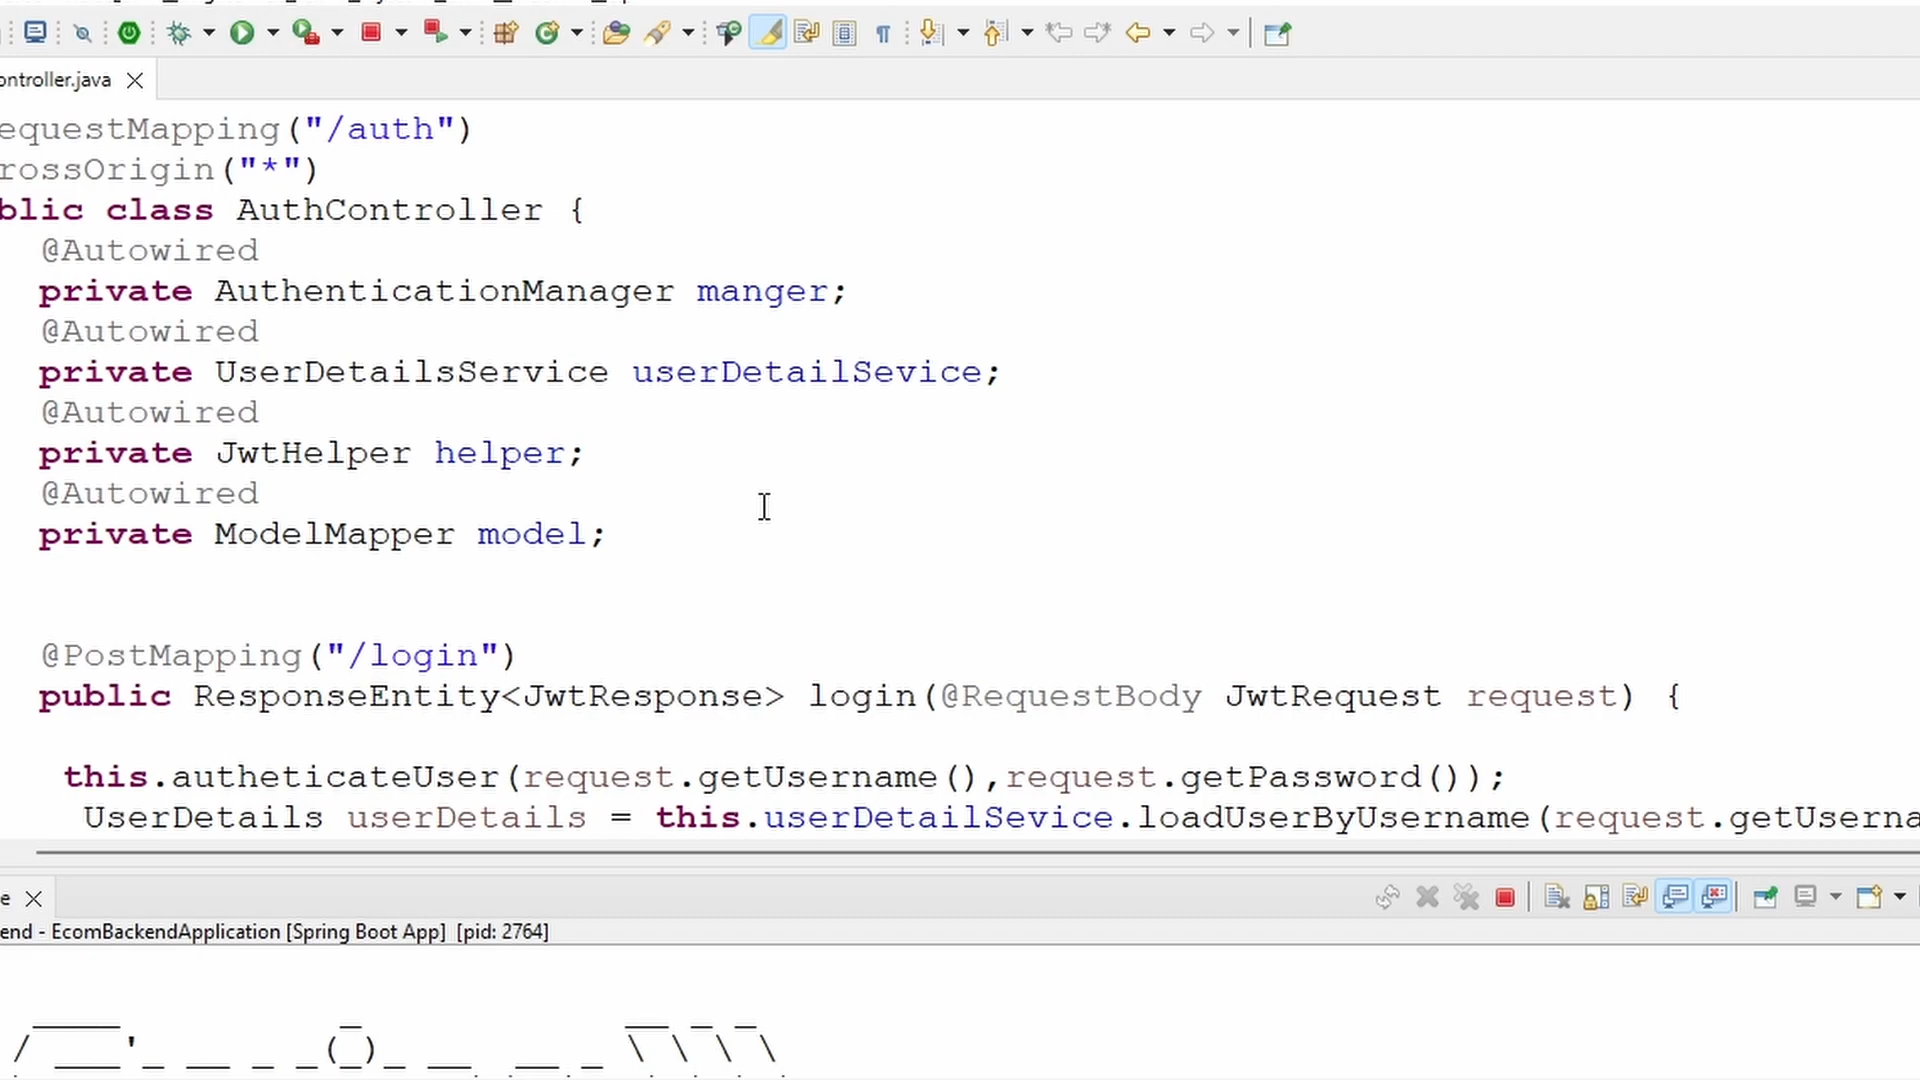 ontroller.java
equestMapping("/auth")
rossOrigin("*")
blic class AuthController {
@Autowired
private AuthenticationManager manger;
@Autowired
private UserDetailsService userDetailSevice;
@Autowired
private JwtHelper helper;
@Autowired
private ModelMapper model;
@PostMapping("/login")
public ResponseEntity<JwtResponse> login(@RequestBody JwtRequest request) {
this.autheticateUser(request.getUsername(),request.getPassword());
UserDetails userDetails = this.userDetailSevice.loadUserByUsername(request.getUserna
e
end - EcomBackendApplication [Spring Boot App] [pid: 2764]